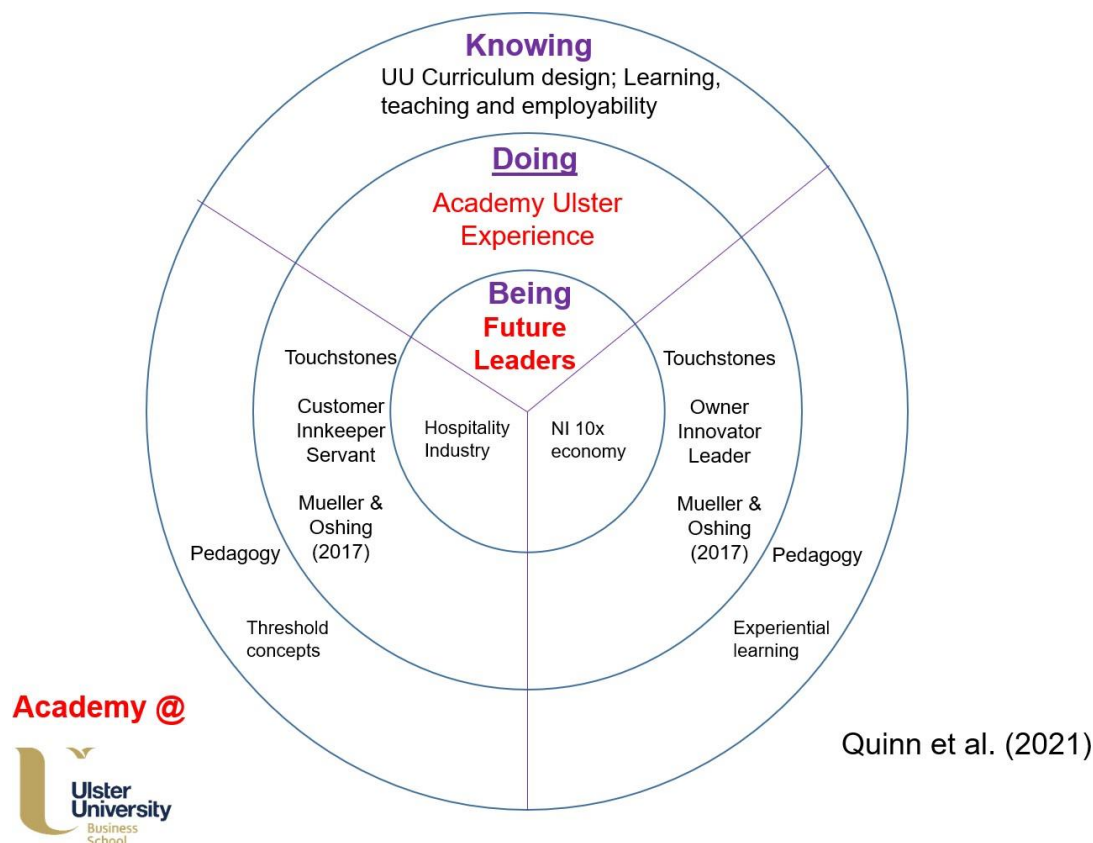 Knowing
UU Curriculum design; Learning,
teaching and employability
Doing
Academy Ulster
Experience
Being
Future
Leaders
Touchstones
Customer
Innkeeper
Servant
Mueller &
Oshing
(2017)
Hospitality
Industry
NI 10x
economy
Touchstones
Owner
Innovator
Leader
Mueller &
Oshing
(2017)
Pedagogy
Threshold
concepts
Pedagogy
Experiential
learning
Academy @
Ulster
University
Business
School
Quinn et al. (2021)